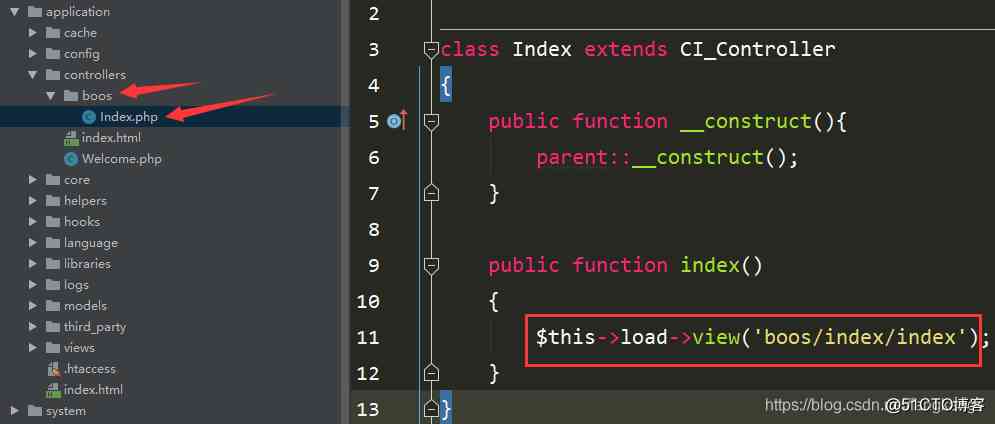 application
cache
config
controllers
boos
Index.php
index.html
Welcome.php
core
helpers
hooks
language
libraries
logs
models
third_party
views
.htaccess
index.html
system
2
3 class Index extends CI_Controller
4 {
5 public function __construct(){
6 parent::__construct();
7 }
8
9 public function index()
10 {
11 $this->load->view('boos/index/index');
12 }
13 }
https://blog.csdn.n @51CTO博客